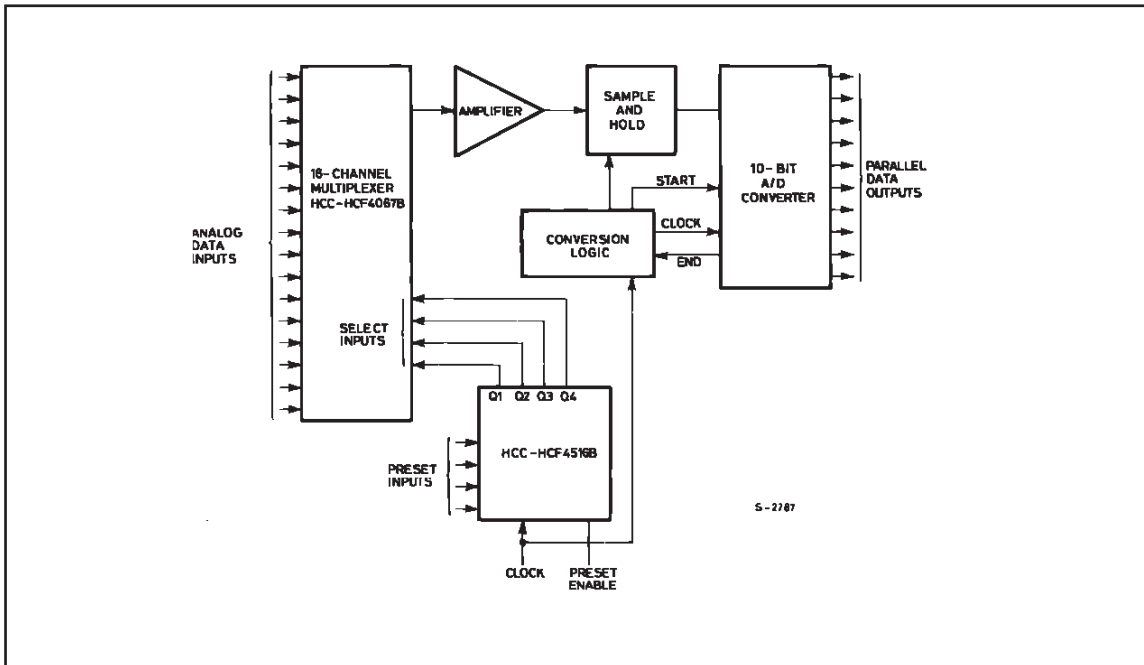 ANALOG
DATA
INPUTS
16-CHANNEL
MULTIPLEXER
HCC-HCF4067B
SELECT
INPUTS
AMPLIFIER
SAMPLE
AND
HOLD
CONVERSION
LOGIC
START
CLOCK
END
10-BIT
A/D
CONVERTER
PARALLEL
DATA
OUTPUTS
Q1 Q2 Q3 Q4
HCC-HCF4516B
PRESET
INPUTS
CLOCK
PRESET
ENABLE
S-2787